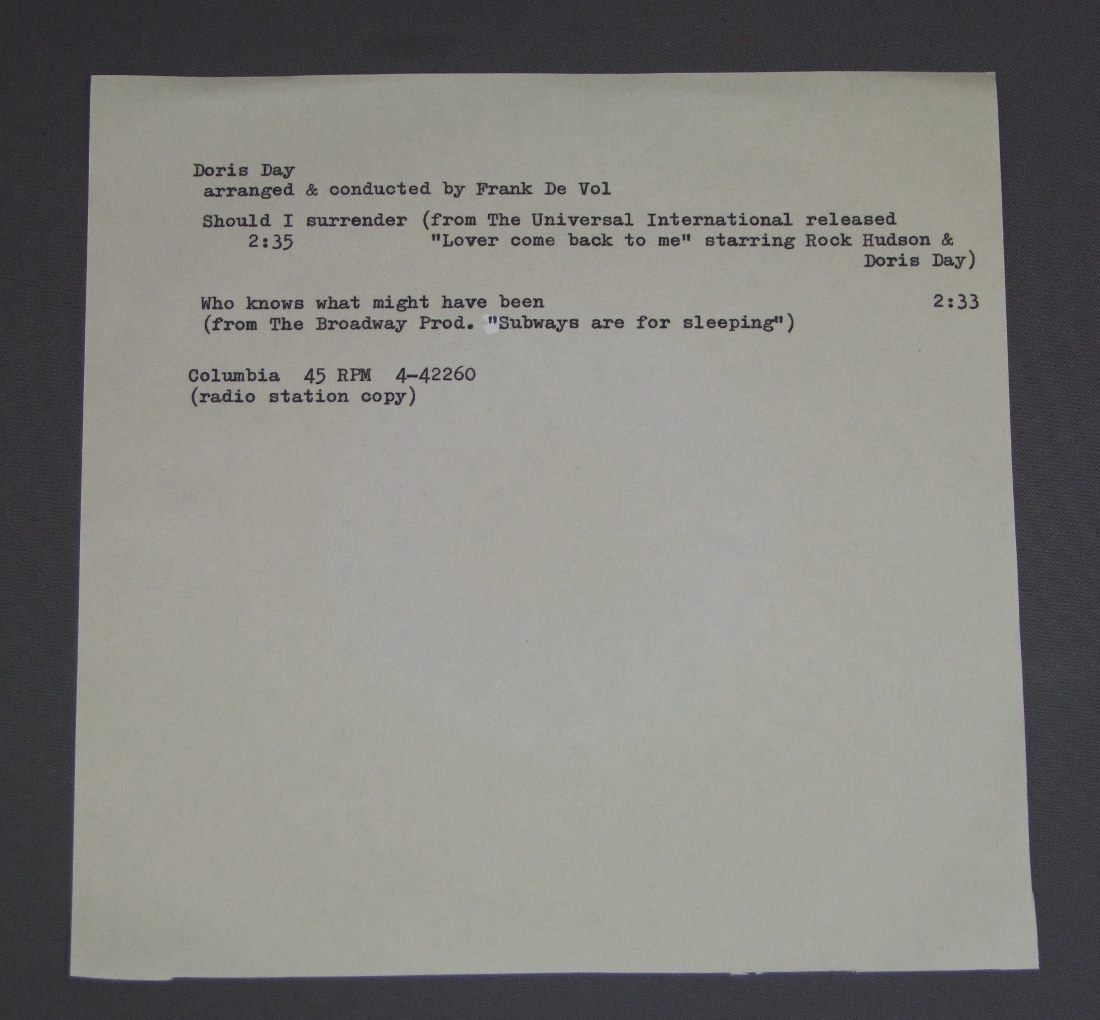 Doris Day
arranged & conducted by Frank De Vol
Should I surrender (from The Universal International released
2:35 "Lover come back to me" starring Rock Hudson &
Doris Day)
Who knows what might have been 2:33
(from The Broadway Prod. "Subways are for sleeping")
Columbia 45 RPM 4-42260
(radio station copy)